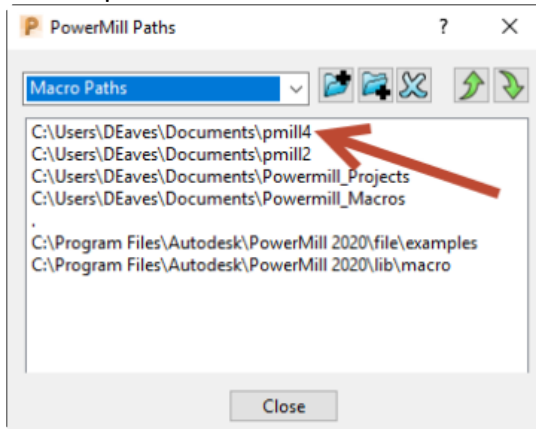 PowerMill Paths
Macro Paths
C:\Users\DEaves\Documents\pmill4
C:\Users\DEaves\Documents\pmill2
C:\Users\DEaves\Documents\Powermill_Projects
C:\Users\DEaves\Documents\Powermill_Macros
.
C:\Program Files\Autodesk\PowerMill 2020\file\examples
C:\Program Files\Autodesk\PowerMill 2020\lib\macro
Close